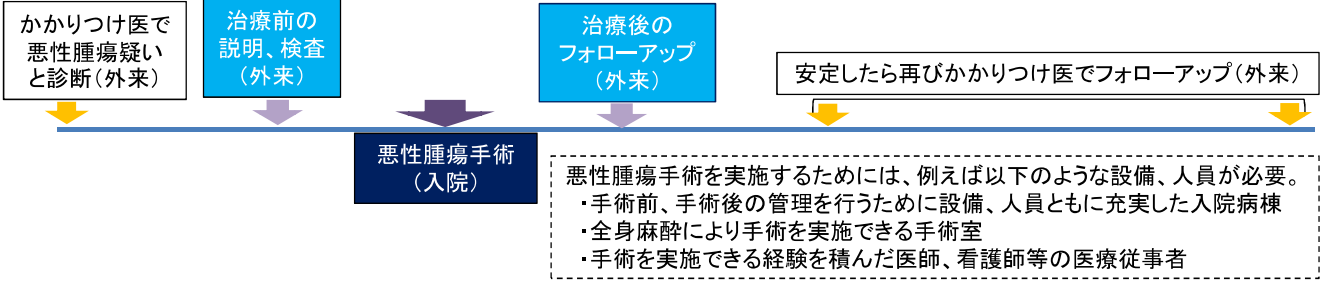 かかりつけ医で
悪性腫瘍疑い
と診断(外来)
治療前の
説明、検査
(外来)
悪性腫瘍手術
(入院)
治療後の
フォローアップ
(外来)
安定したら再びかかりつけ医でフォローアップ(外来)
悪性腫瘍手術を実施するためには、例えば以下のような設備、人員が必要。
・手術前、手術後の管理を行うために設備、人員ともに充実した入院病棟
・全身麻酔により手術を実施できる手術室
・手術を実施できる経験を積んだ医師、看護師等の医療従事者